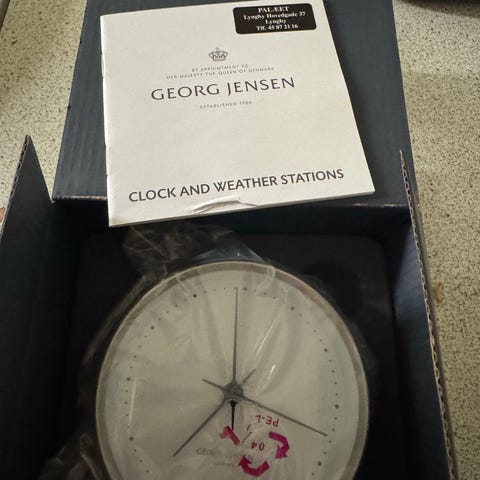 PALÆET
Lyngby Hovedgade 37
Lyngby
Tlf. 45 87 21 16
BY APPOINTMENT TO
HER MAJESTY THE QUEEN OF DENMARK
GEORG JENSEN
ESTABLISHED 1904
CLOCK AND WEATHER STATIONS
04
PE-L
GEORG